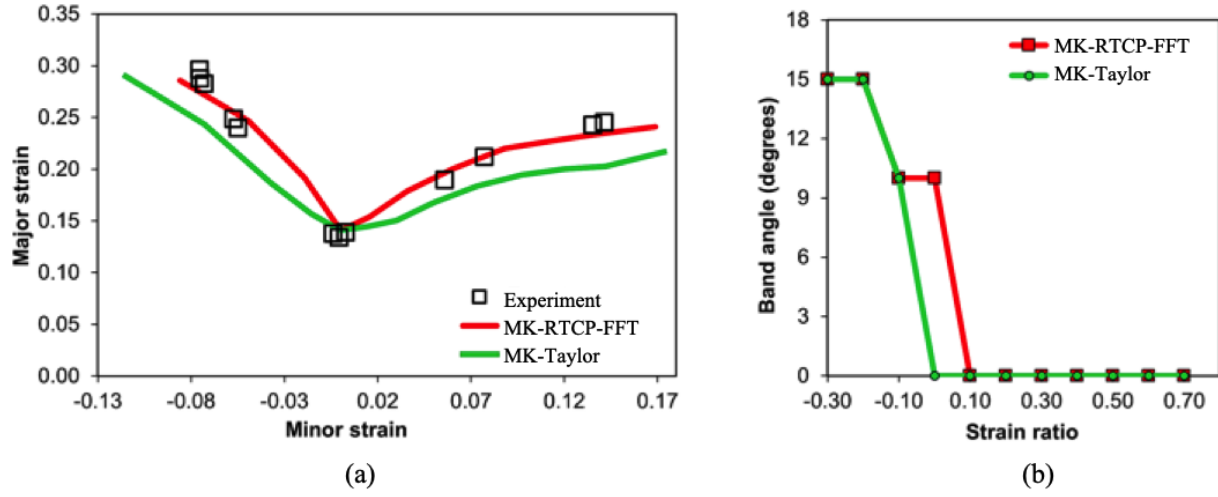 0.35
0.30
0.25
0.20
0.15
0.10
0.05
0.00
Major strain
-0.13
-0.08
-0.03
0.02
0.07
0.12
0.17
Minor strain
Experiment
MK-RTCP-FFT
MK-Taylor
(a)
18
15
12
9
6
3
0
Band angle (degrees)
-0.30
-0.10
0.10
0.30
0.50
0.70
Strain ratio
MK-RTCP-FFT
MK-Taylor
(b)